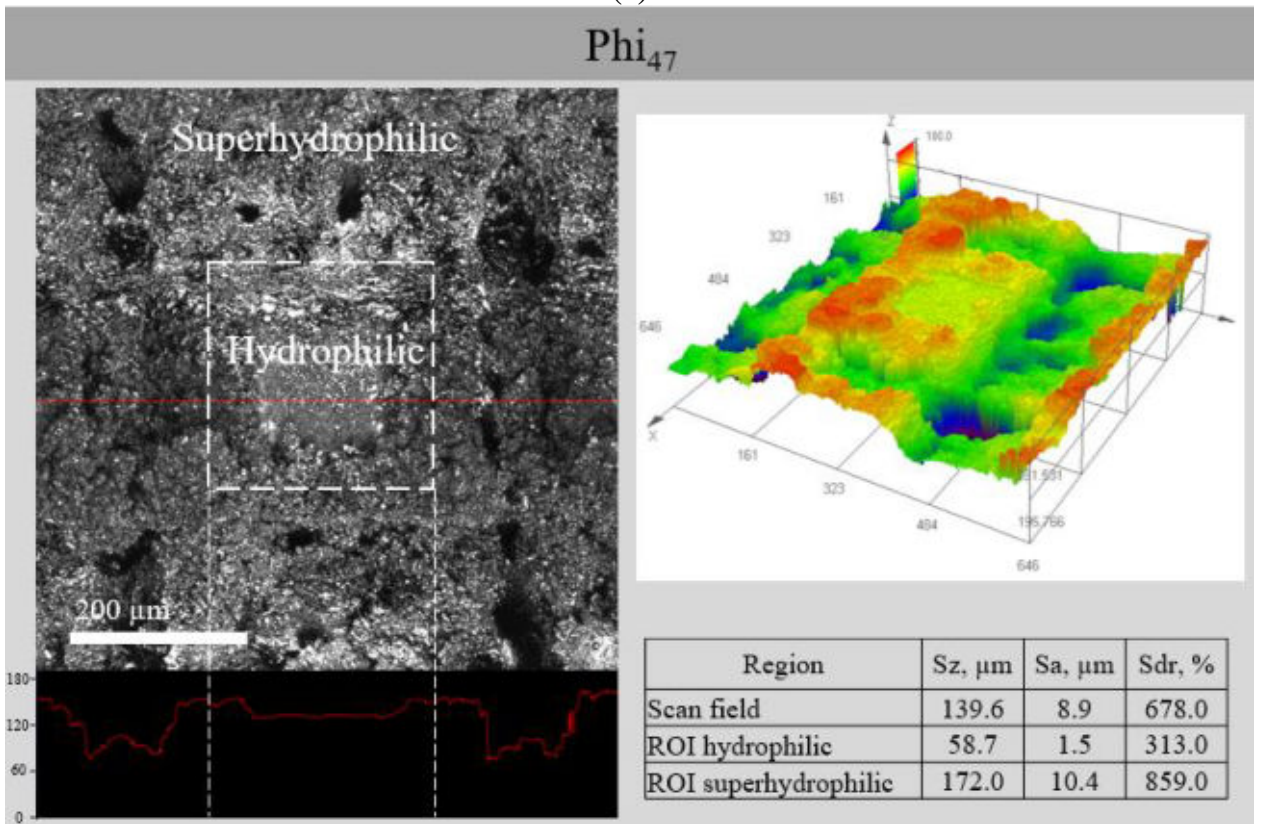 Phi47
Superhydrophilic
Hydrophilic
200 µm
180
120
60
0
Z
180.0
161
323
484
646
X
161
323
484
646
195.766
Region Sz, µm Sa, µm Sdr, %
Scan field 139.6 8.9 678.0
ROI hydrophilic 58.7 1.5 313.0
ROI superhydrophilic 172.0 10.4 859.0